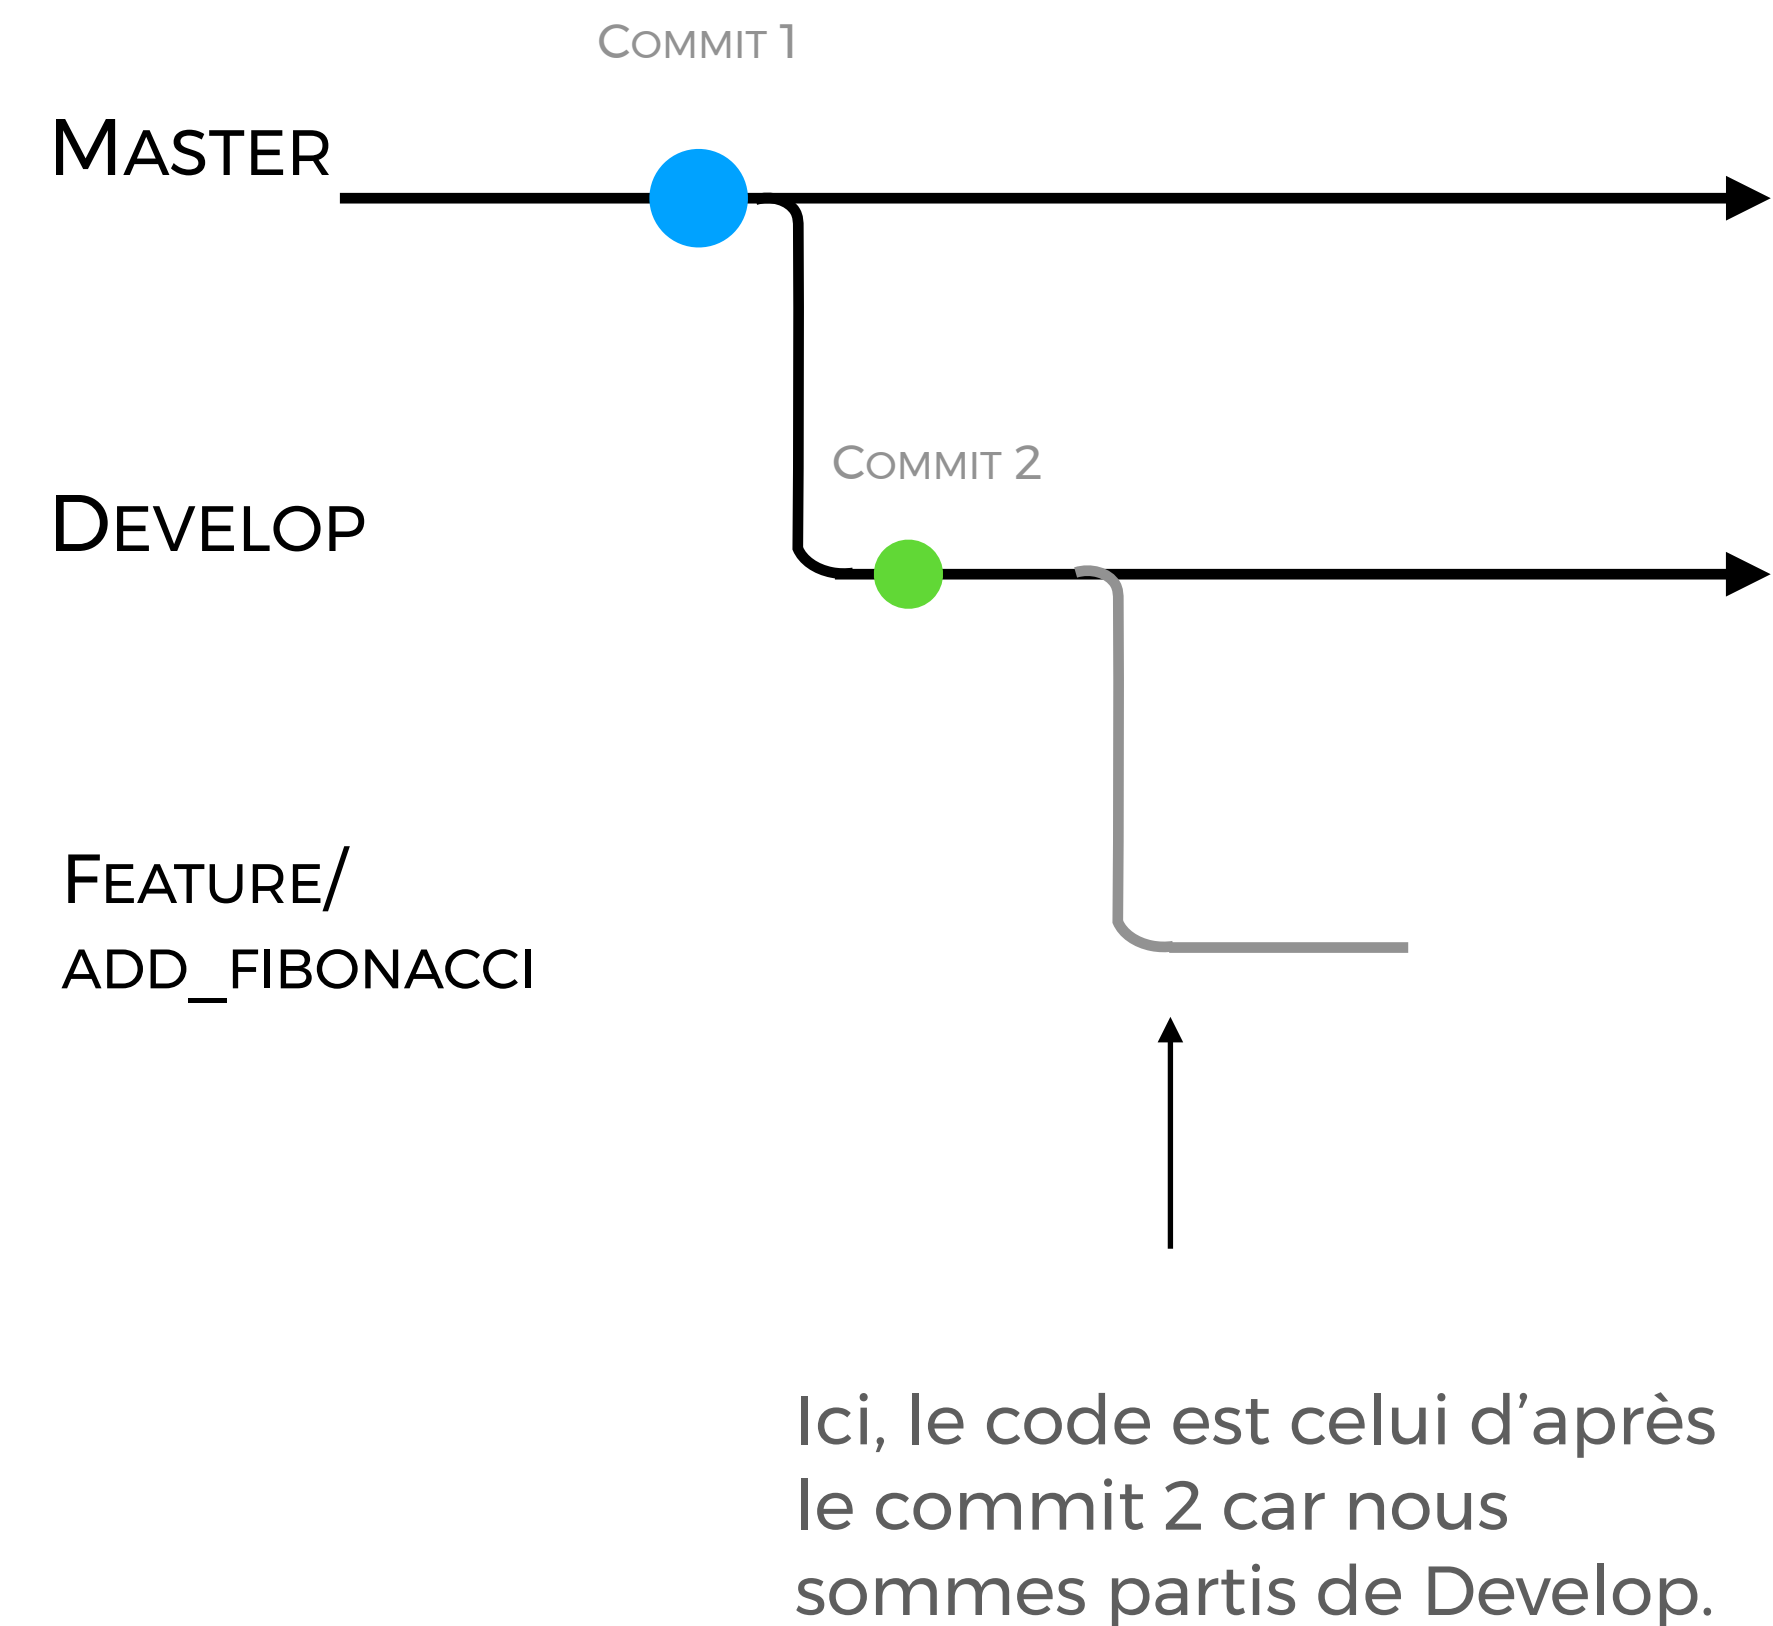 Commit 1
Master
Commit 2
Develop
Feature/
add_fibonacci
Ici, le code est celui d’après
le commit 2 car nous
sommes partis de Develop.